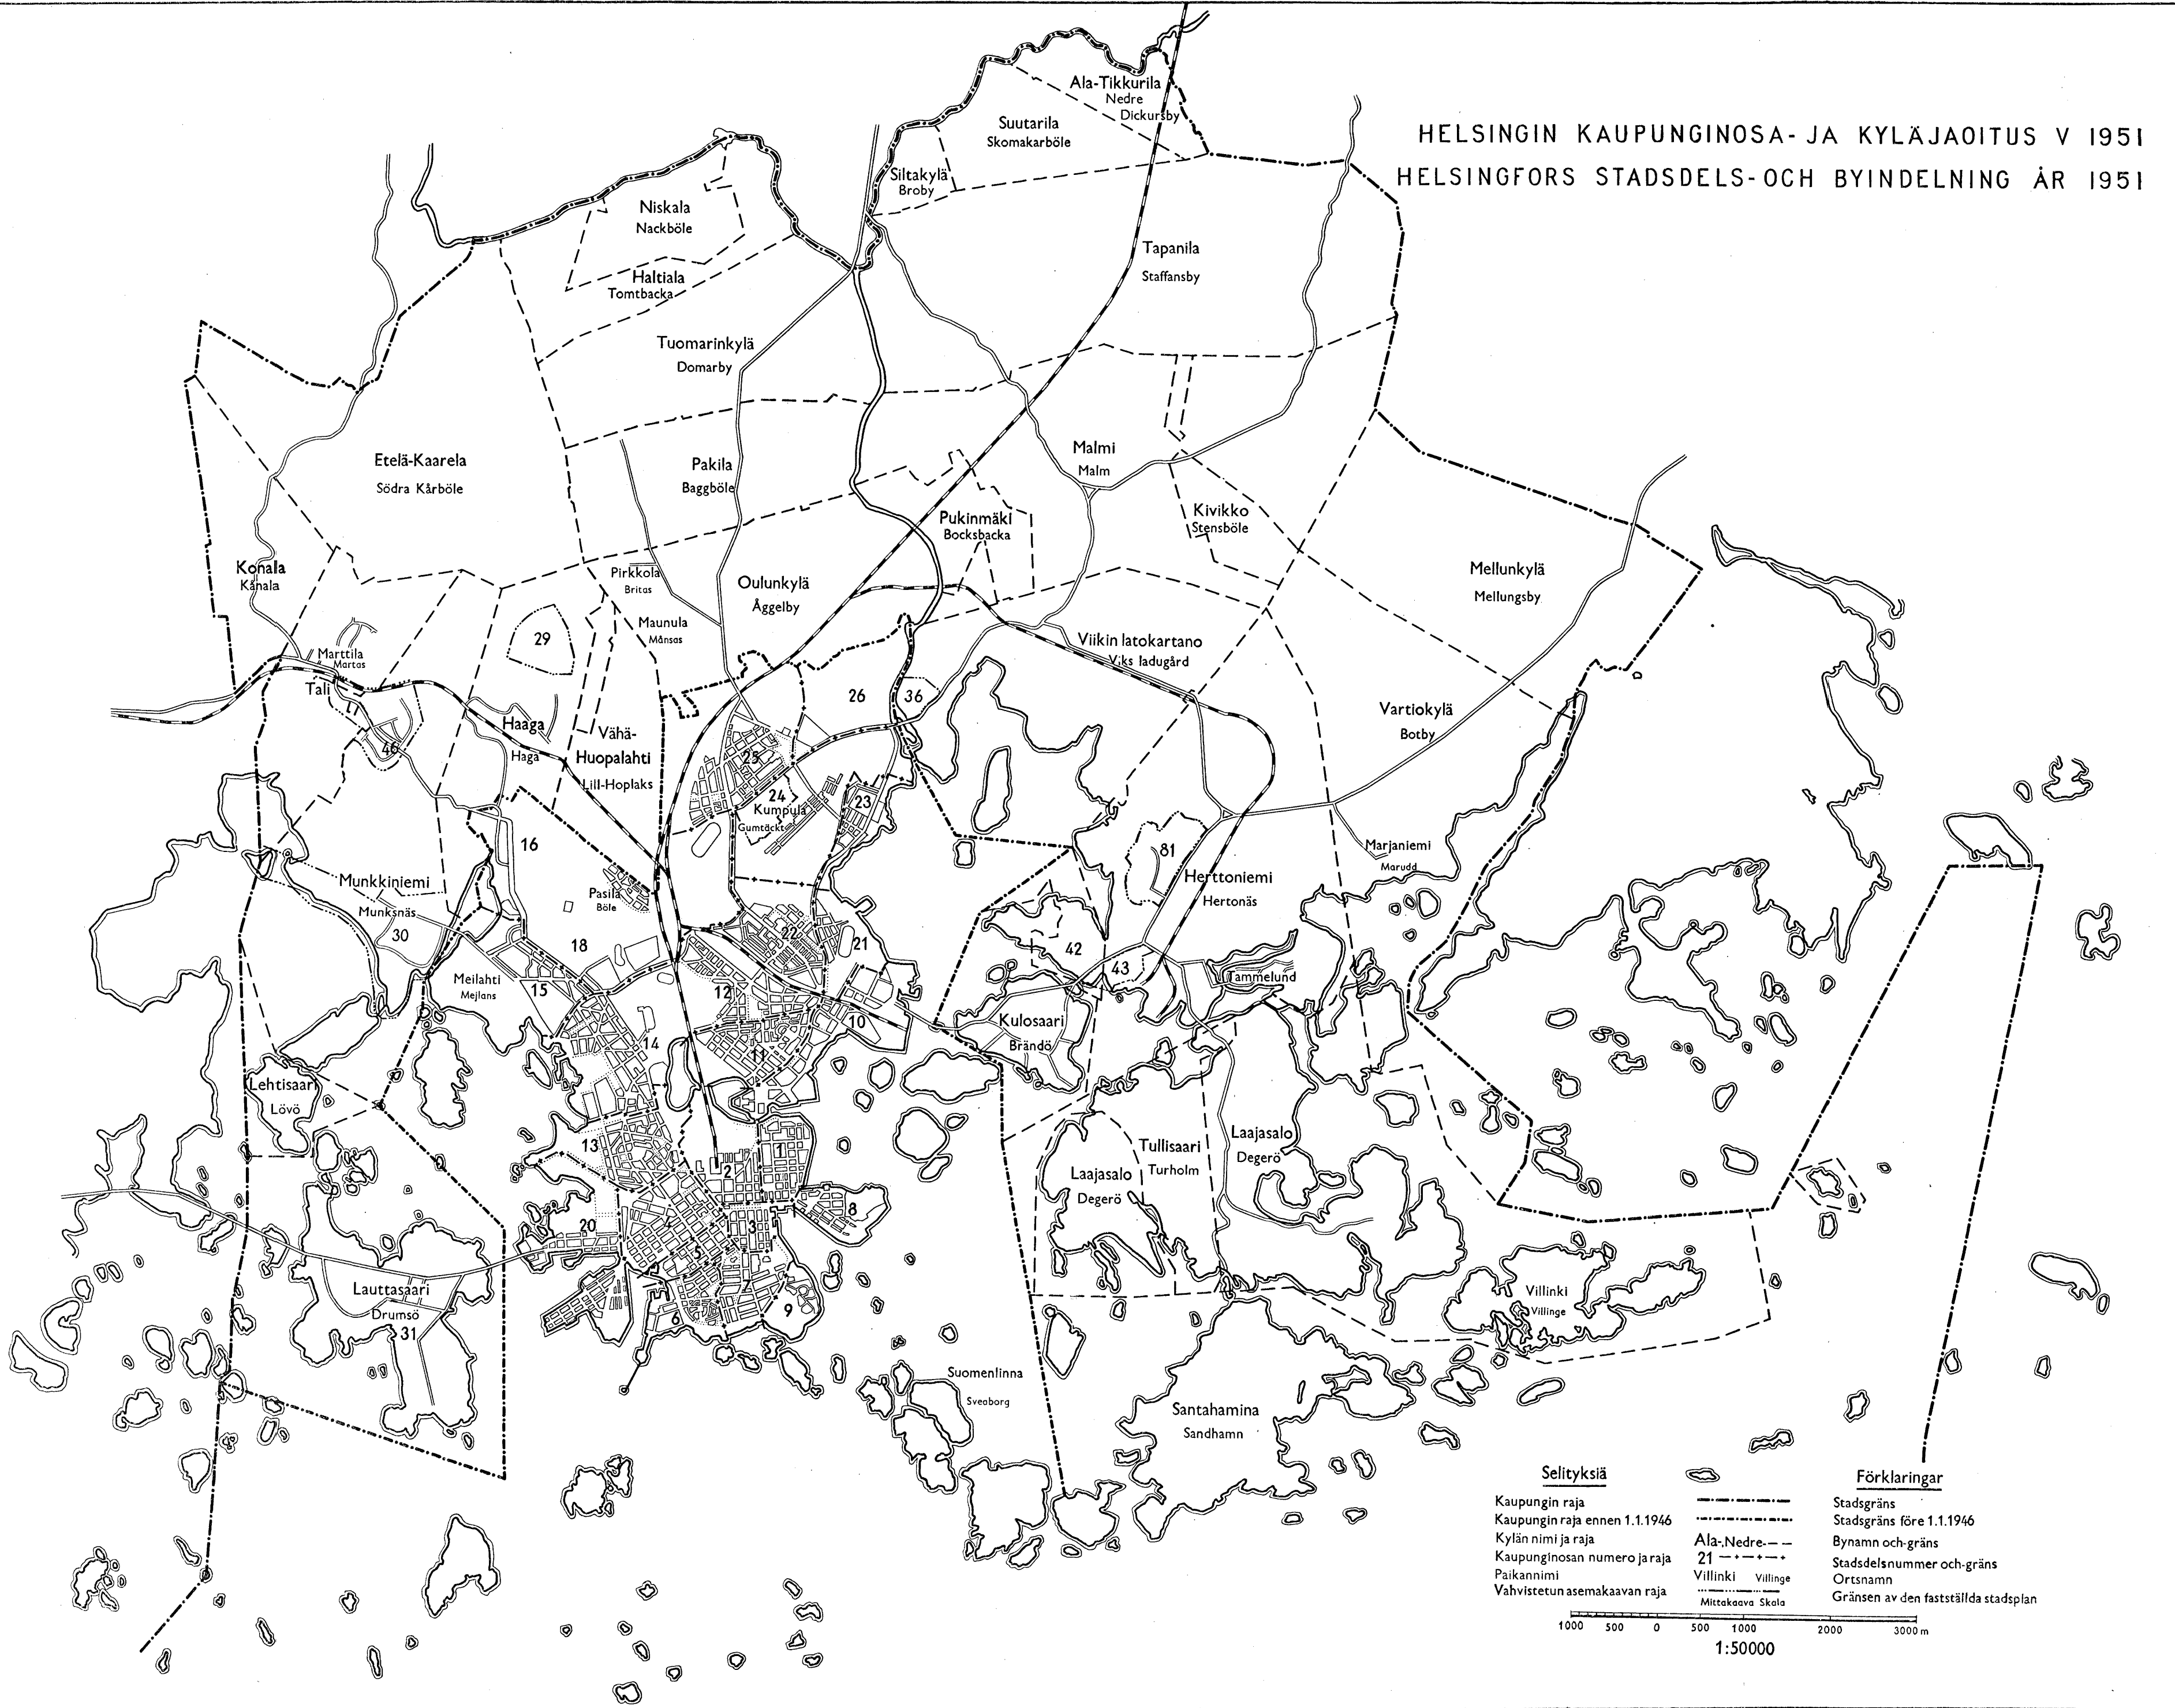 HELSINGIN KAUPUNGINOSA- JA KYLÄJAOITUS V 1951
HELSINGFORS STADSDELS-OCH BYINDELNING ÅR 1951
Ala-Tikkurila
Nedre
Dickursby
Suutarila
Skomakarböle
Siltakylä
Broby
Niskala
Nackböle
Haltiala
Tomtbacka
Tapanila
Staffansby
Tuomarinkylä
Domarby
Etelä-Kaarela
Södra Kårböle
Pakila
Baggböle
Malmi
Malm
Pukinmäki
Bocksbacka
Kivikko
Stensböle
Konala
Kånala
Pirkkola
Britas
Oulunkylä
Åggelby
Mellunkylä
Mellungsby
29
Maunula
Månsas
Marttila
Martas
Tali
Viikin latokartano
Viks ladugård
26
36
46
Haaga
Haga
Vähä-
Huopalahti
Lill-Hoplaks
Vartiokylä
Botby
25
24
Kumpula
Gumtäckt
23
16
81
Marjaniemi
Marudd
Munkkiniemi
Munksnäs
30
Pasila
Böle
Herttoniemi
Hertonäs
18
22
21
42
43
Meilahti
Mejlans
15
12
Tammelund
10
Kulosaari
Brändö
14
11
Lehtisaari
Lövö
13
1
2
Tullisaari
Turholm
Laajasalo
Degerö
Laajasalo
Degerö
20
4
3
8
5
7
6
9
Lauttasaari
Drumsö
31
Villinki
Villinge
Suomenlinna
Sveaborg
Santahamina
Sandhamn
Selityksiä
Förklaringar
Kaupungin raja
Stadsgräns
Kaupungin raja ennen 1.1.1946
Stadsgräns före 1.1.1946
Kylän nimi ja raja
Ala-,Nedre-
Bynamn och-gräns
Kaupunginosan numero ja raja
21
Stadsdelsnummer och-gräns
Paikannimi
Villinki Villinge
Ortsnamn
Vahvistetun asemakaavan raja
Gränsen av den fastställda stadsplan
Mittakaava Skala
1000 500 0 500 1000 2000 3000 m
1:50000